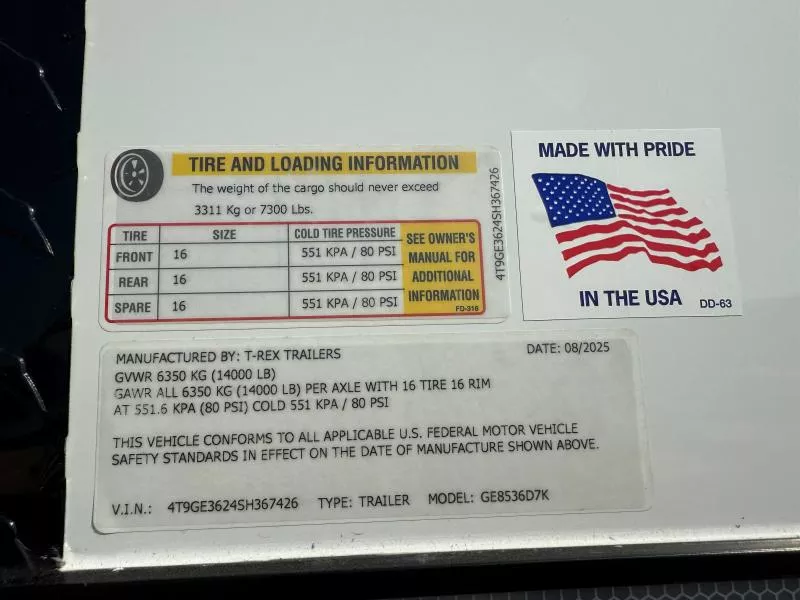 TIRE AND LOADING INFORMATION
The weight of the cargo should never exceed
3311 Kg or 7300 Lbs.
TIRE SIZE COLD TIRE PRESSURE
FRONT 16 551 KPA / 80 PSI
REAR 16 551 KPA / 80 PSI
SPARE 16 551 KPA / 80 PSI
SEE OWNER'S
MANUAL FOR
ADDITIONAL
INFORMATION
FD-316
4T9GE3624SH367426
MADE WITH PRIDE
IN THE USA DD-63
MANUFACTURED BY: T-REX TRAILERS DATE: 08/2025
GVWR 6350 KG (14000 LB)
GAWR ALL 6350 KG (14000 LB) PER AXLE WITH 16 TIRE 16 RIM
AT 551.6 KPA (80 PSI) COLD 551 KPA / 80 PSI
THIS VEHICLE CONFORMS TO ALL APPLICABLE U.S. FEDERAL MOTOR VEHICLE
SAFETY STANDARDS IN EFFECT ON THE DATE OF MANUFACTURE SHOWN ABOVE.
V.I.N.: 4T9GE3624SH367426 TYPE: TRAILER MODEL: GE8536D7K